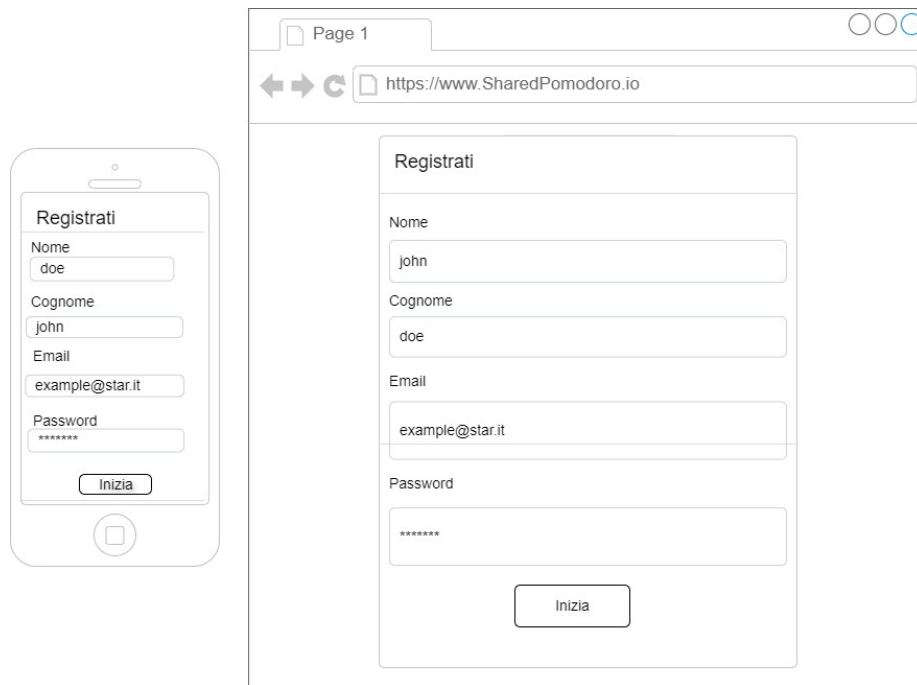 Registrati
Nome
doe
Cognome
john
Email
example@star.it
Password
*******
Inizia
Page 1
https://www.SharedPomodoro.io
Registrati
Nome
john
Cognome
doe
Email
example@star.it
Password
*******
Inizia